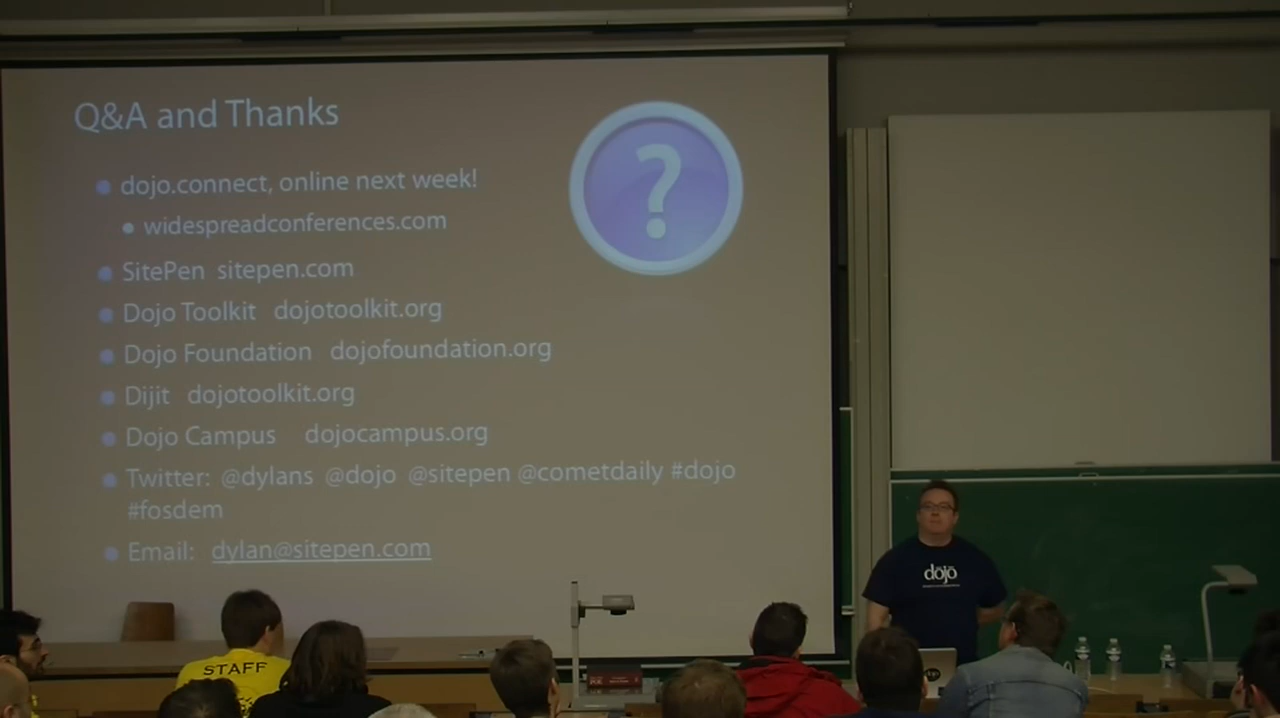 Q&A and Thanks
?
dojo.connect, online next week!
widespreadconferences.com
SitePen sitepen.com
Dojo Toolkit dojotoolkit.org
Dojo Foundation dojofoundation.org
Dijit dojotoolkit.org
Dojo Campus dojocampus.org
Twitter: @dylans @dojo @sitepen @cometdaily #dojo
#fosdem
Email: dylan@sitepen.com
dōjō
STAFF